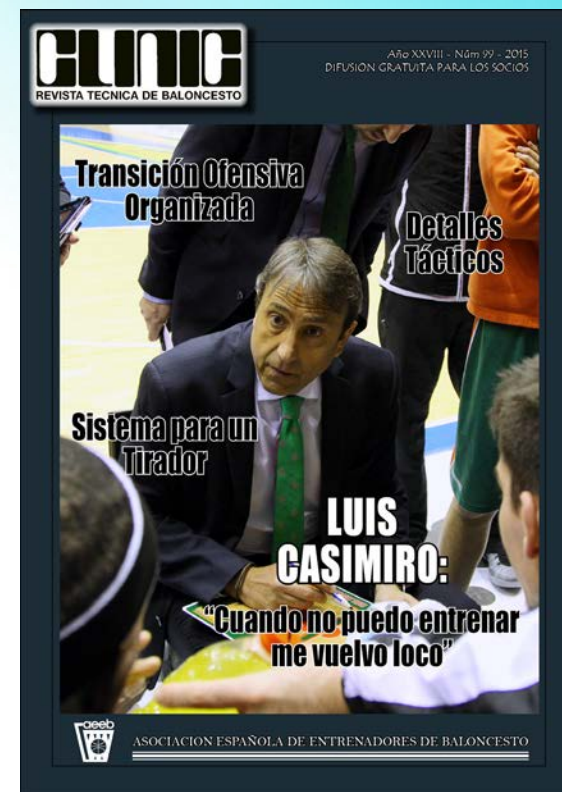 CLINIC
REVISTA TECNICA DE BALONCESTO
Año XXVIII - Núm 99 - 2015
DIFUSION GRATUITA PARA LOS SOCIOS
Transición Ofensiva
Organizada
Detalles
Tácticos
Sistema para un
Tirador
LUIS
CASIMIRO:
“Cuando no puedo entrenar
me vuelvo loco”
aeeb
ASOCIACION ESPAÑOLA DE ENTRENADORES DE BALONCESTO